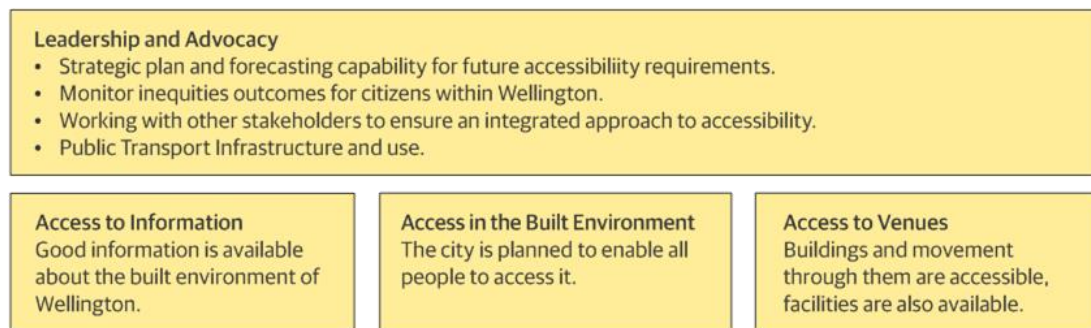 Leadership and Advocacy
• Strategic plan and forecasting capability for future accessibiliity requirements.
• Monitor inequities outcomes for citizens within Wellington.
• Working with other stakeholders to ensure an integrated approach to accessibility.
• Public Transport Infrastructure and use.
Access to Information
Good information is available
about the built environment of
Wellington.
Access in the Built Environment
The city is planned to enable all
people to access it.
Access to Venues
Buildings and movement
through them are accessible,
facilities are also available.